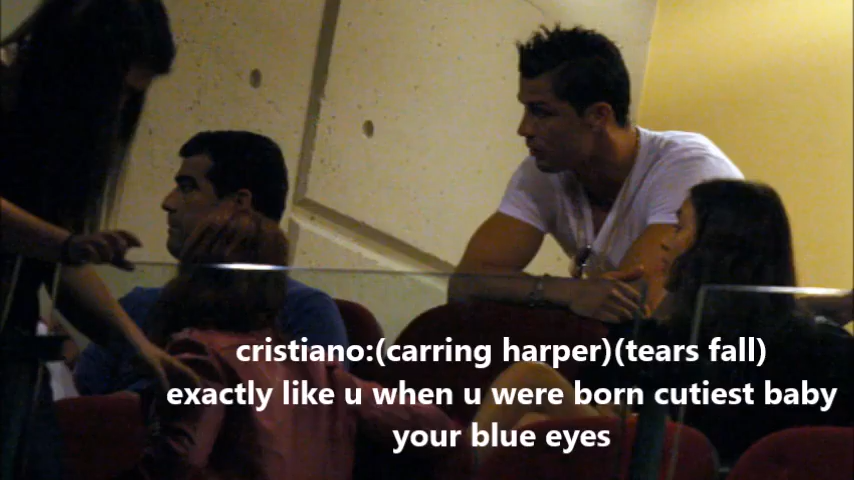 cristiano:(carring harper)(tears fall)
exactly like u when u were born cutiest baby
your blue eyes